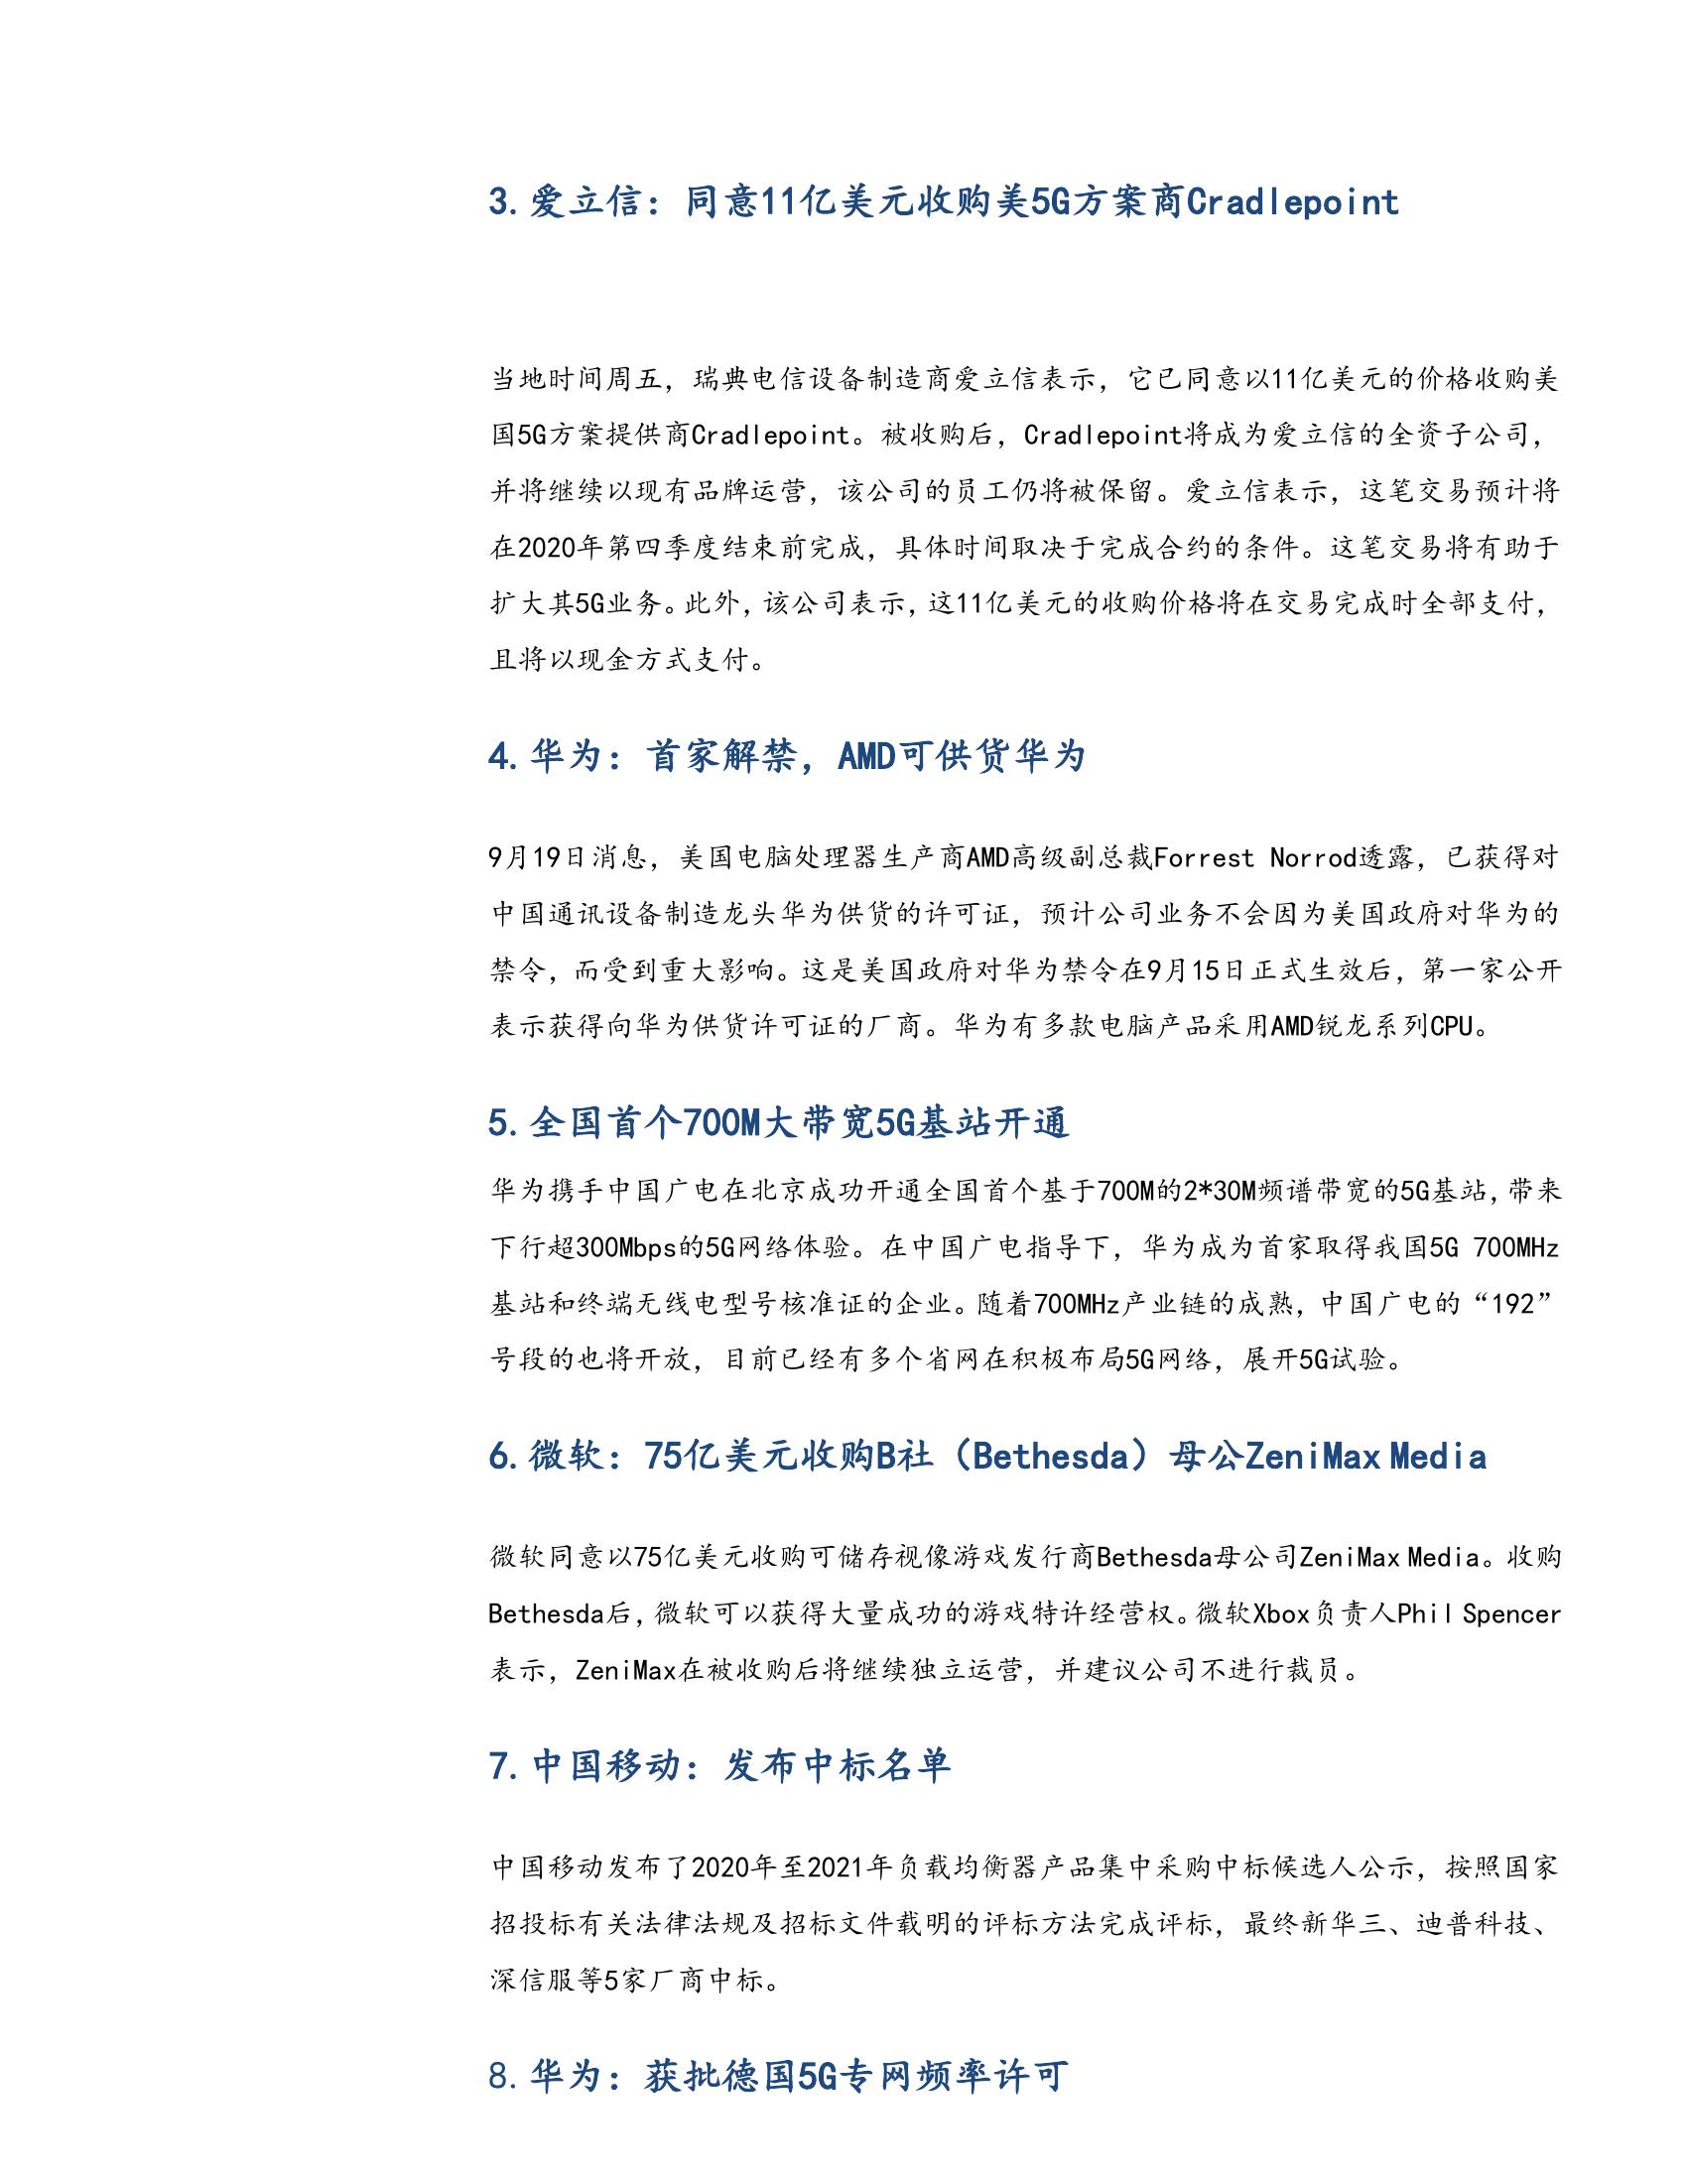 3. 爱立信：同意11亿美元收购美5G方案商Cradlepoint
当地时间周五，瑞典电信设备制造商爱立信表示，它已同意以11亿美元的价格收购美
国5G方案提供商Cradlepoint。被收购后，Cradlepoint将成为爱立信的全资子公司，
并将继续以现有品牌运营，该公司的员工仍将被保留。爱立信表示，这笔交易预计将
在2020年第四季度结束前完成，具体时间取决于完成合约的条件。这笔交易将有助于
扩大其5G业务。此外，该公司表示，这11亿美元的收购价格将在交易完成时全部支付，
且将以现金方式支付。
4. 华为：首家解禁，AMD可供货华为
9月19日消息，美国电脑处理器生产商AMD高级副总裁Forrest Norrod透露，已获得对
中国通讯设备制造龙头华为供货的许可证，预计公司业务不会因为美国政府对华为的
禁令，而受到重大影响。这是美国政府对华为禁令在9月15日正式生效后，第一家公开
表示获得向华为供货许可证的厂商。华为有多款电脑产品采用AMD锐龙系列CPU。
5. 全国首个700M大带宽5G基站开通
华为携手中国广电在北京成功开通全国首个基于700M的2*30M频谱带宽的5G基站，带来
下行超300Mbps的5G网络体验。在中国广电指导下，华为成为首家取得我国5G 700MHz
基站和终端无线电型号核准证的企业。随着700MHz产业链的成熟，中国广电的“192”
号段的也将开放，目前已经有多个省网在积极布局5G网络，展开5G试验。
6. 微软：75亿美元收购B社（Bethesda）母公ZeniMax Media
微软同意以75亿美元收购可储存视像游戏发行商Bethesda母公司ZeniMax Media。收购
Bethesda后，微软可以获得大量成功的游戏特许经营权。微软Xbox负责人Phil Spencer
表示，ZeniMax在被收购后将继续独立运营，并建议公司不进行裁员。
7. 中国移动：发布中标名单
中国移动发布了2020年至2021年负载均衡器产品集中采购中标候选人公示，按照国家
招投标有关法律法规及招标文件载明的评标方法完成评标，最终新华三、迪普科技、
深信服等5家厂商中标。
8. 华为：获批德国5G专网频率许可